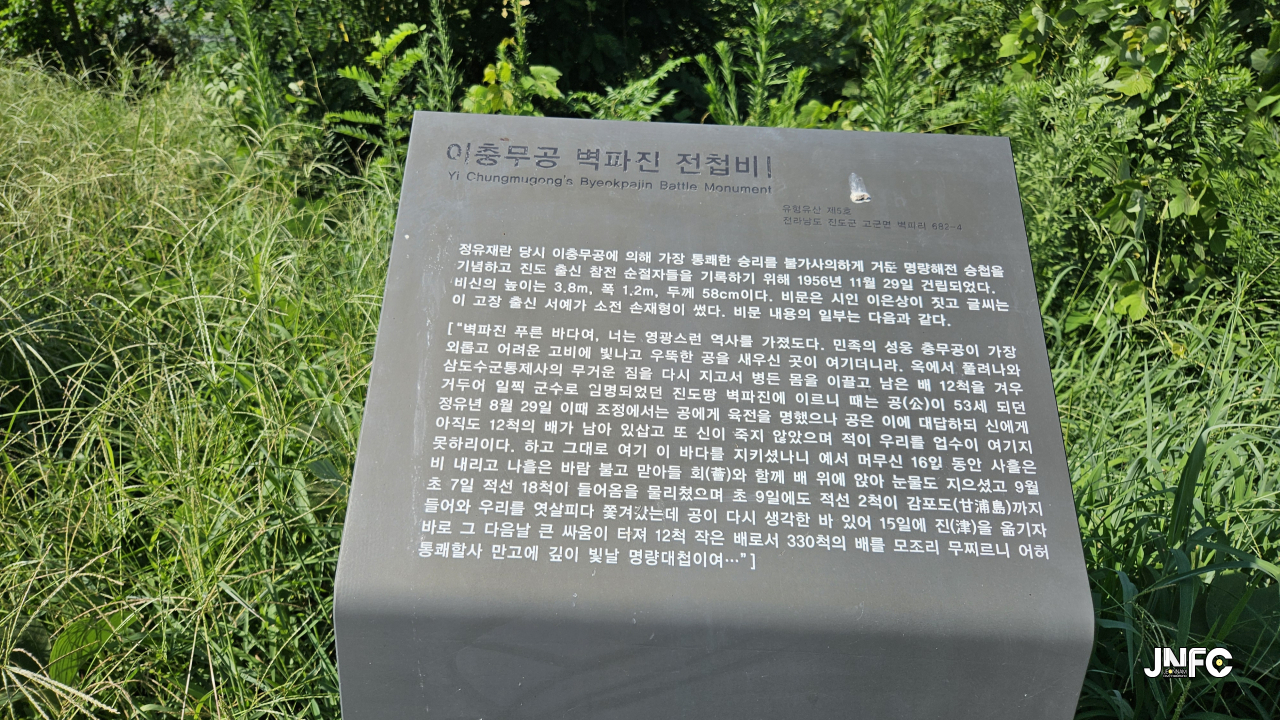 이충무공 벽파진 전첩비
Yi Chungmugong's Byeokpajin Battle Monument
유형유산 제5호
전라남도 진도군 고군면 벽파리 682-4
정유재란 당시 이충무공에 의해 가장 통쾌한 승리를 불가사의하게 거둔 명량해전 승첩을
기념하고 진도 출신 참전 순절자들을 기록하기 위해 1956년 11월 29일 건립되었다.
비신의 높이는 3.8m, 폭 1.2m, 두께 58cm이다. 비문은 시인 이은상이 짓고 글씨는
이 고장 출신 서예가 소전 손재형이 썼다. 비문 내용의 일부는 다음과 같다.
[ "벽파진 푸른 바다여, 너는 영광스런 역사를 가졌도다. 민족의 성웅 충무공이 가장
외롭고 어려운 고비에 빛나고 우뚝한 공을 새우신 곳이 여기더니라. 옥에서 풀려나와
삼도수군통제사의 무거운 짐을 다시 지고서 병든 몸을 이끌고 남은 배 12척을 겨우
거두어 일찍 군수로 임명되었던 진도땅 벽파진에 이르니 때는 공(公)이 53세 되던
정유년 8월 29일 이때 조정에서는 공에게 육전을 명했으나 공은 이에 대답하되 신에게
아직도 12척의 배가 남아 있삽고 또 신이 죽지 않았으며 적이 우리를 업수이 여기지
못하리이다. 하고 그대로 여기 이 바다를 지키셨나니 예서 머무신 16일 동안 사흘은
비 내리고 나흘은 바람 불고 맏아들 회(薈)와 함께 배 위에 앉아 눈물도 지으셨고 9월
초 7일 적선 18척이 들어옴을 물리쳤으며 초 9일에도 적선 2척이 감포도(甘浦島)까지
들어와 우리를 엿살피다 쫓겨갔는데 공이 다시 생각한 바 있어 15일에 진(津)을 옮기자
바로 그 다음날 큰 싸움이 터져 12척 작은 배로서 330척의 배를 모조리 무찌르니 어허
통쾌할사 만고에 깊이 빛날 명량대첩이여…" ]
JNFC